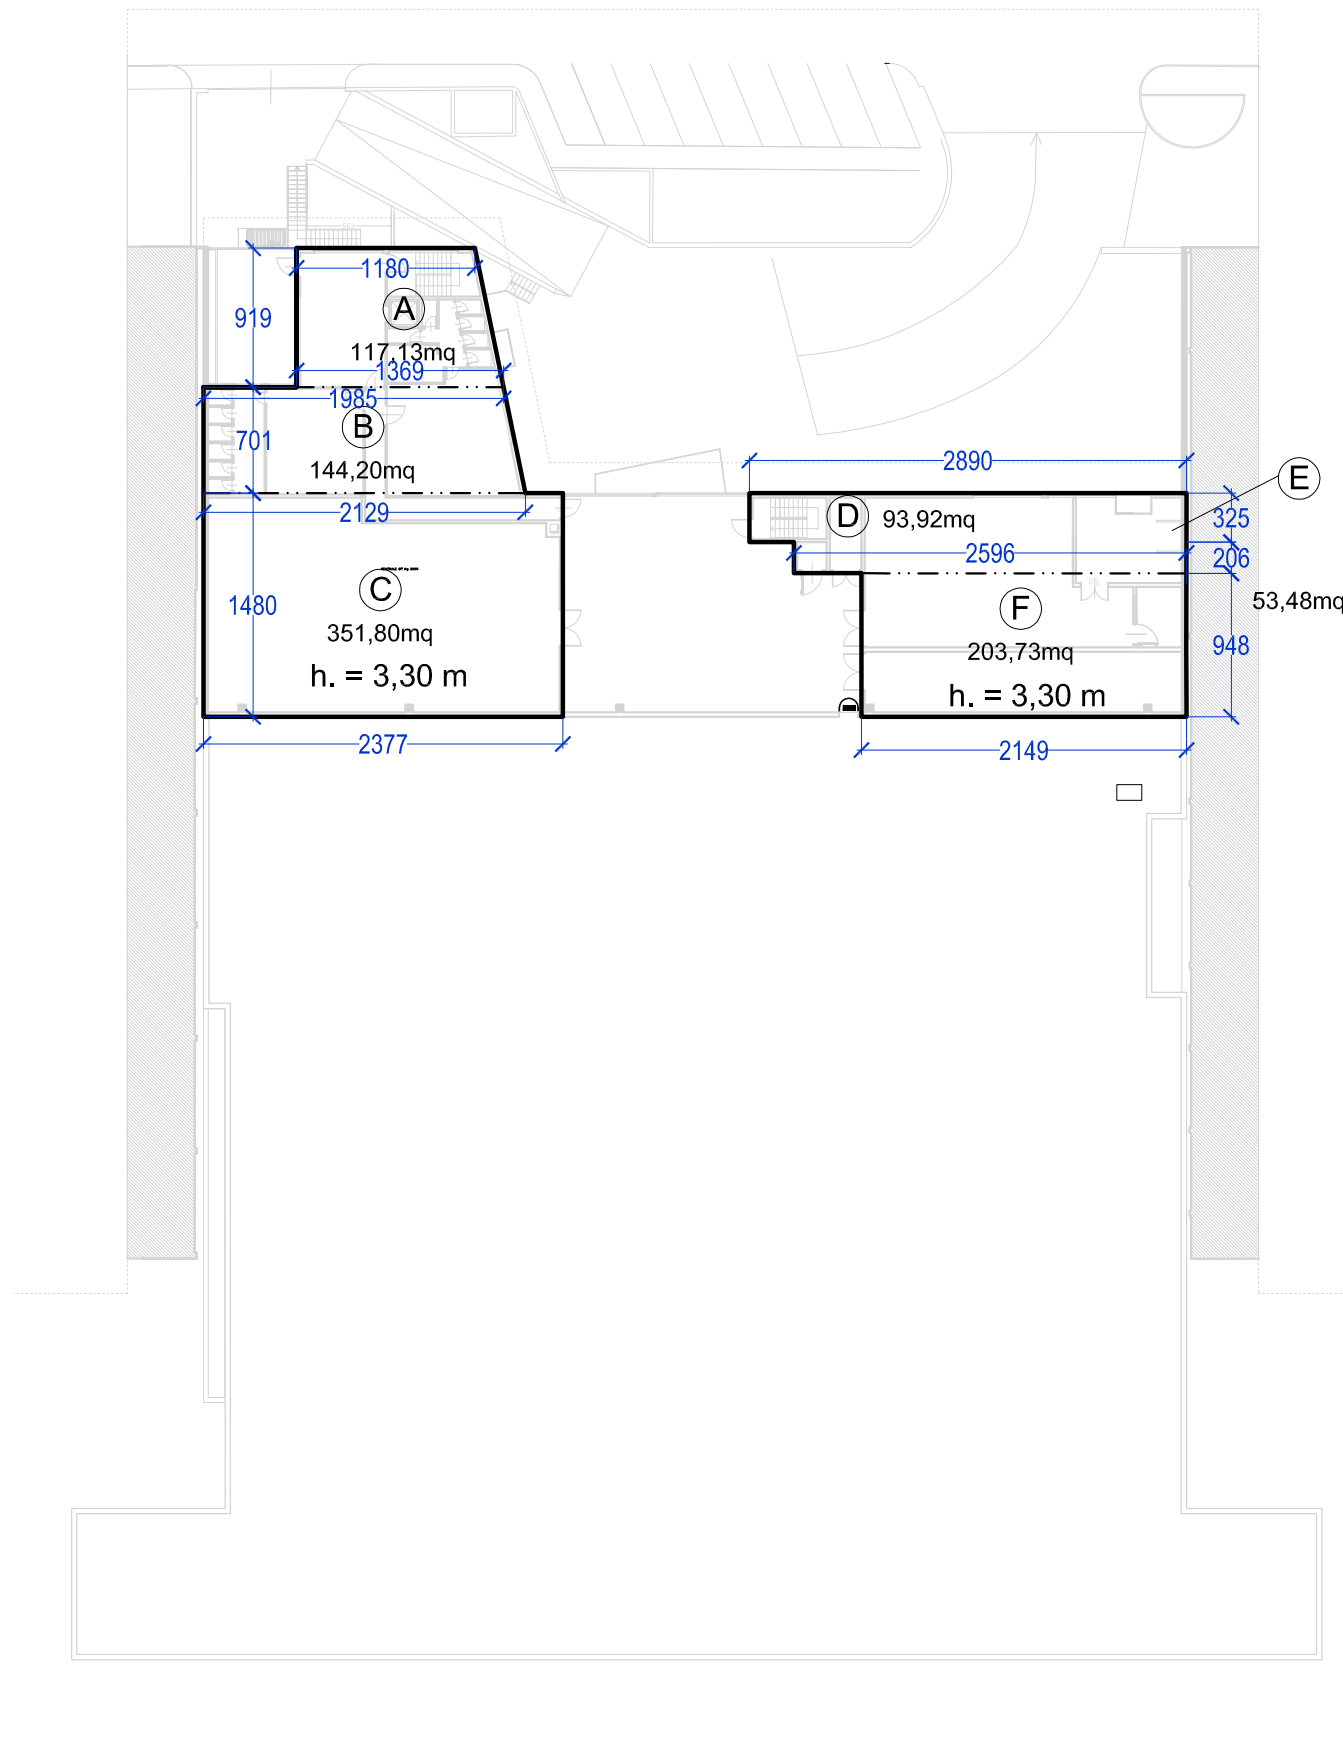 1180
A
919
117,13mq
1369
1985
B
701
144,20mq
2129
C
1480
351,80mq
h. = 3,30 m
2377
2890
E
D
93,92mq
325
2596
206
F
53,48mq
203,73mq
948
h. = 3,30 m
2149